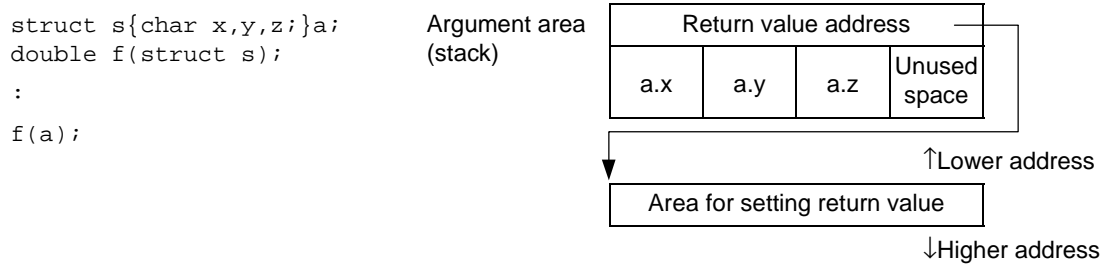 struct s{char x,y,z;}a;
double f(struct s);
:
f(a);
Argument area
(stack)
Return value address
a.x a.y a.z Unused space
↑Lower address
Area for setting return value
↓Higher address